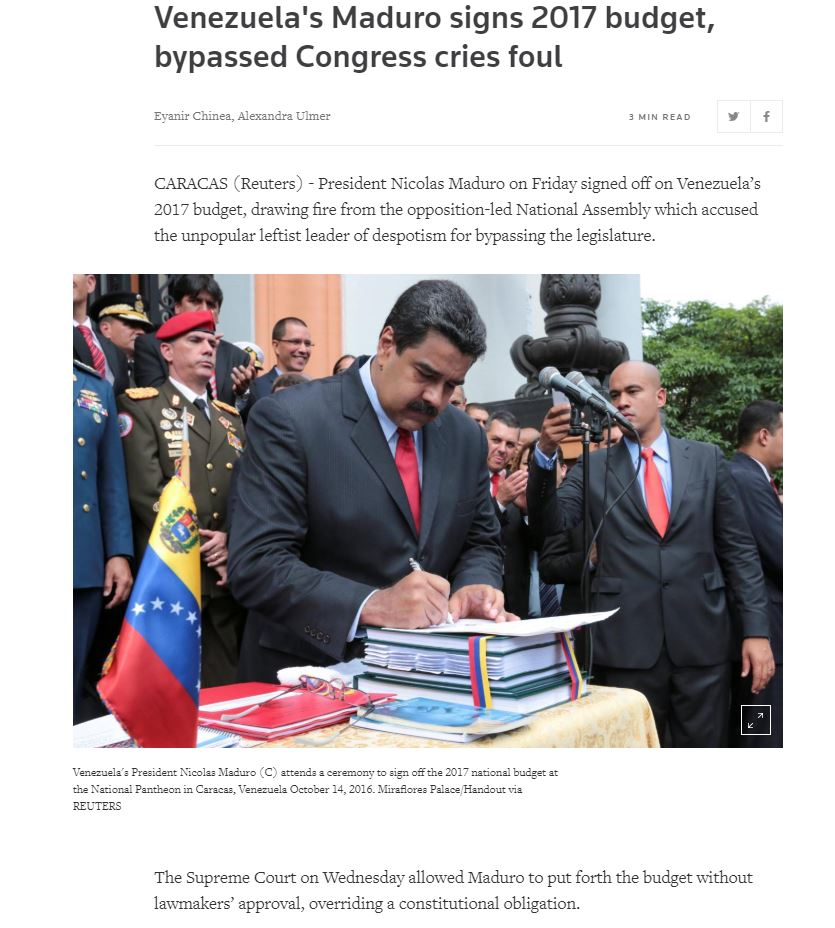 Venezuela's Maduro signs 2017 budget,
bypassed Congress cries foul
Eyanir Chinea, Alexandra Ulmer
3 MIN READ
CARACAS (Reuters) - President Nicolas Maduro on Friday signed off on Venezuela’s
2017 budget, drawing fire from the opposition-led National Assembly which accused
the unpopular leftist leader of despotism for bypassing the legislature.
Venezuela's President Nicolas Maduro (C) attends a ceremony to sign off the 2017 national budget at
the National Pantheon in Caracas, Venezuela October 14, 2016. Miraflores Palace/Handout via
REUTERS
The Supreme Court on Wednesday allowed Maduro to put forth the budget without
lawmakers’ approval, overriding a constitutional obligation.